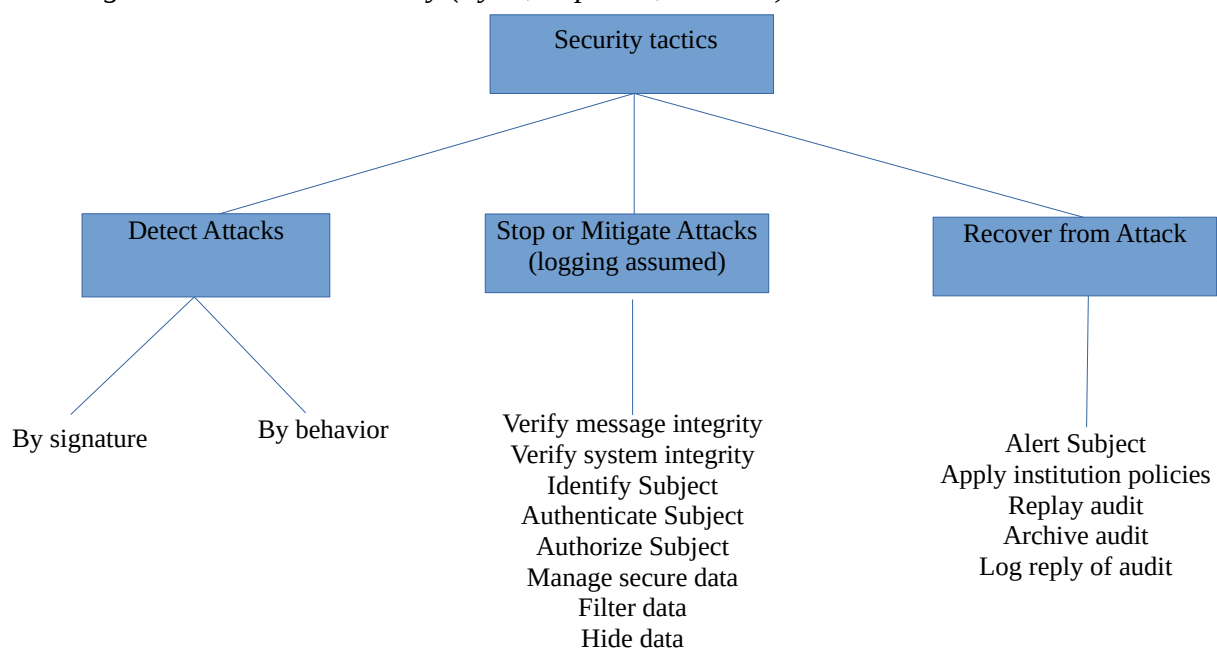 Security tactics
Detect Attacks
Stop or Mitigate Attacks
(logging assumed)
Recover from Attack
By signature
By behavior
Verify message integrity
Verify system integrity
Identify Subject
Authenticate Subject
Authorize Subject
Manage secure data
Filter data
Hide data
Alert Subject
Apply institution policies
Replay audit
Archive audit
Log reply of audit